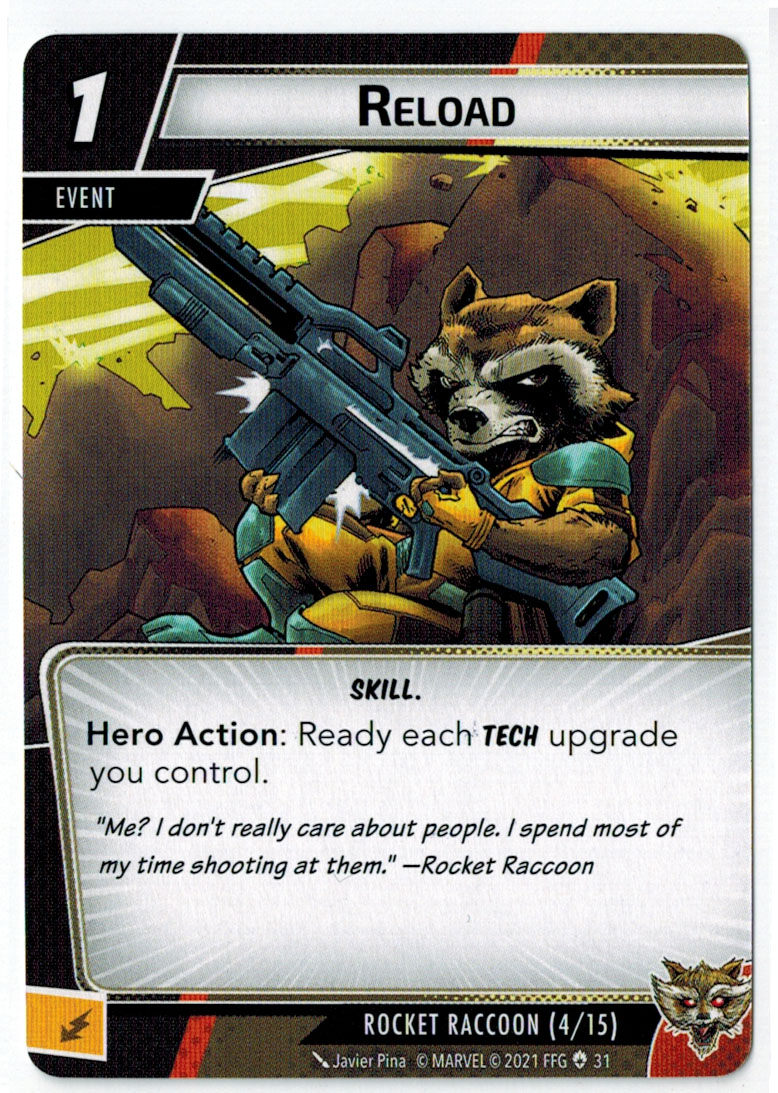 1
RELOAD
EVENT
SKILL.
Hero Action: Ready each TECH upgrade
you control.
"Me? I don't really care about people. I spend most of
my time shooting at them." —Rocket Raccoon
ROCKET RACCOON (4/15)
Javier Pina © MARVEL © 2021 FFG 31